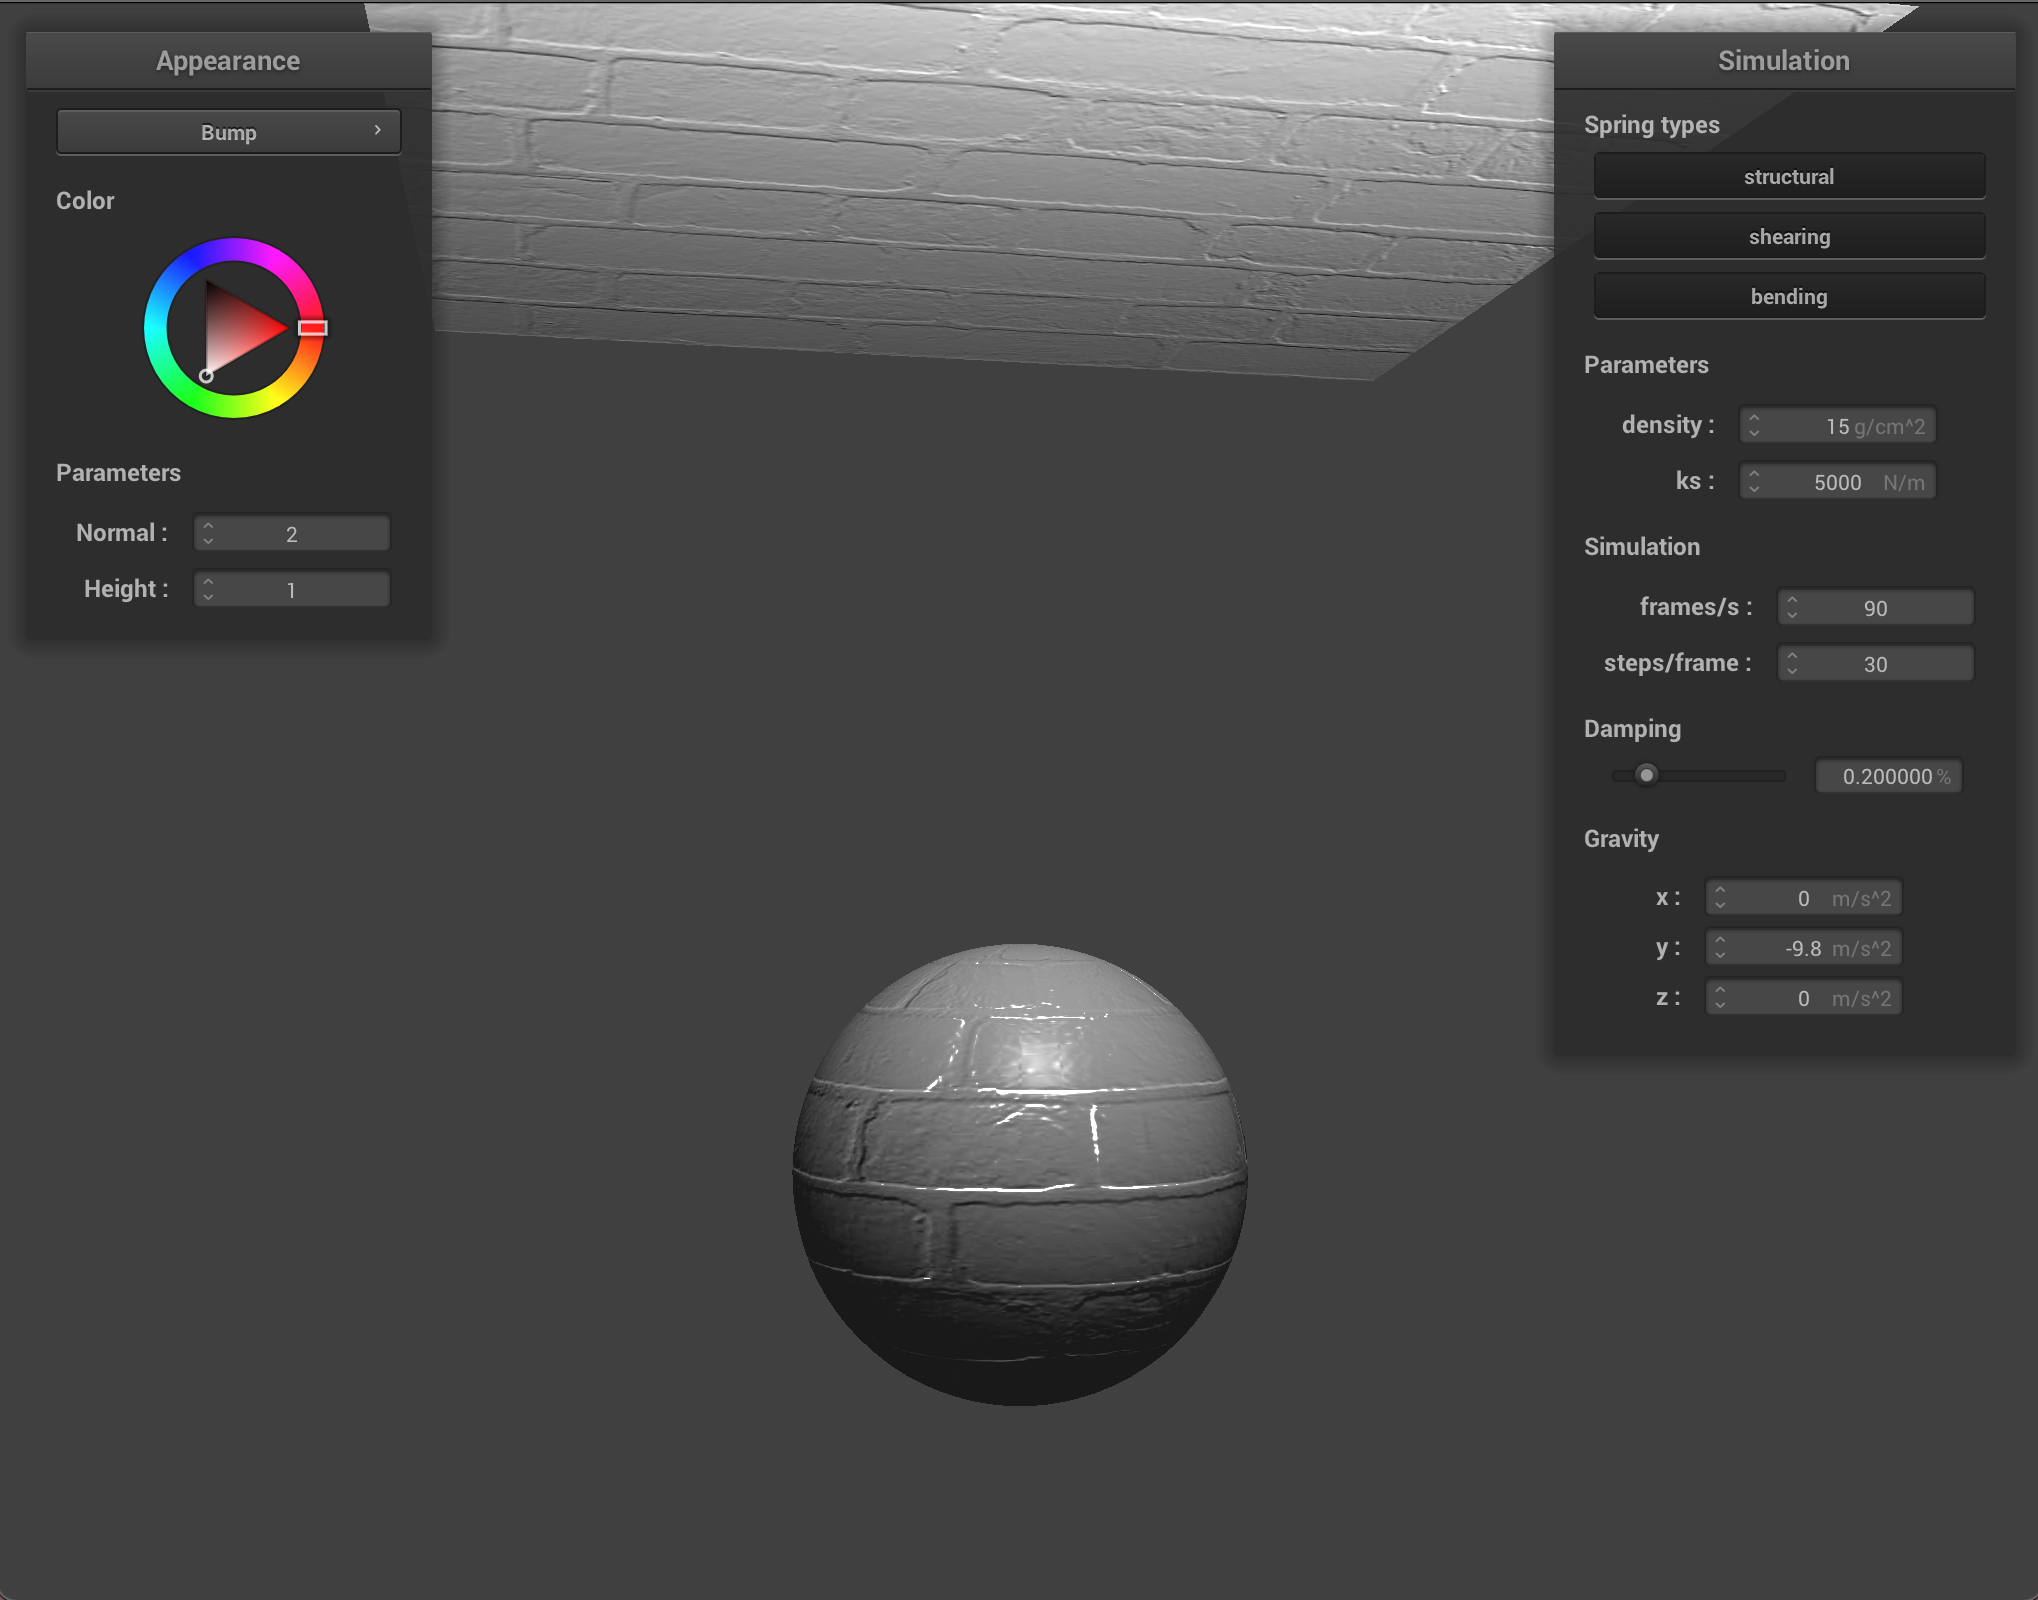 Appearance
Bump
Color
Parameters
Normal : 2
Height : 1
Simulation
Spring types
structural
shearing
bending
Parameters
density : 15 g/cm^2
ks : 5000 N/m
Simulation
frames/s : 90
steps/frame : 30
Damping
0.200000 %
Gravity
x : 0 m/s^2
y : -9.8 m/s^2
z : 0 m/s^2